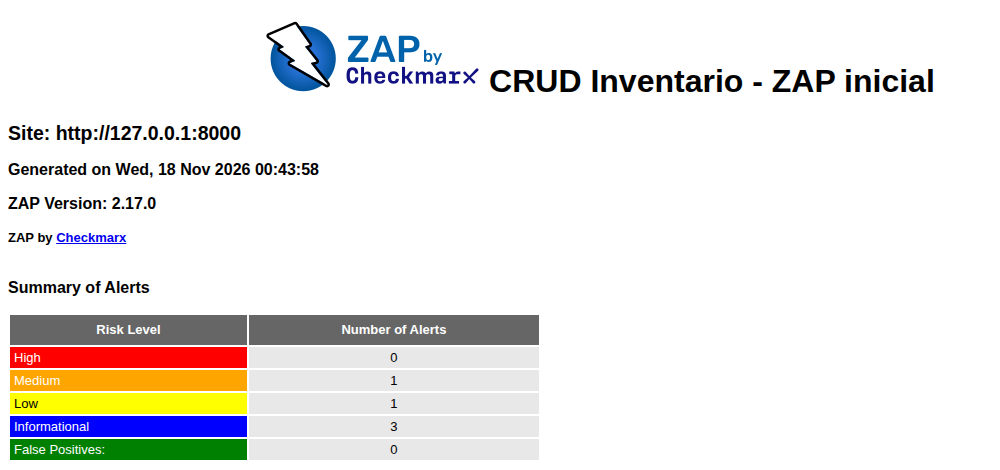 ZAP by
Checkmarx CRUD Inventario - ZAP inicial
Site: http://127.0.0.1:8000
Generated on Wed, 18 Nov 2026 00:43:58
ZAP Version: 2.17.0
ZAP by Checkmarx
Summary of Alerts
Risk Level Number of Alerts
High 0
Medium 1
Low 1
Informational 3
False Positives: 0